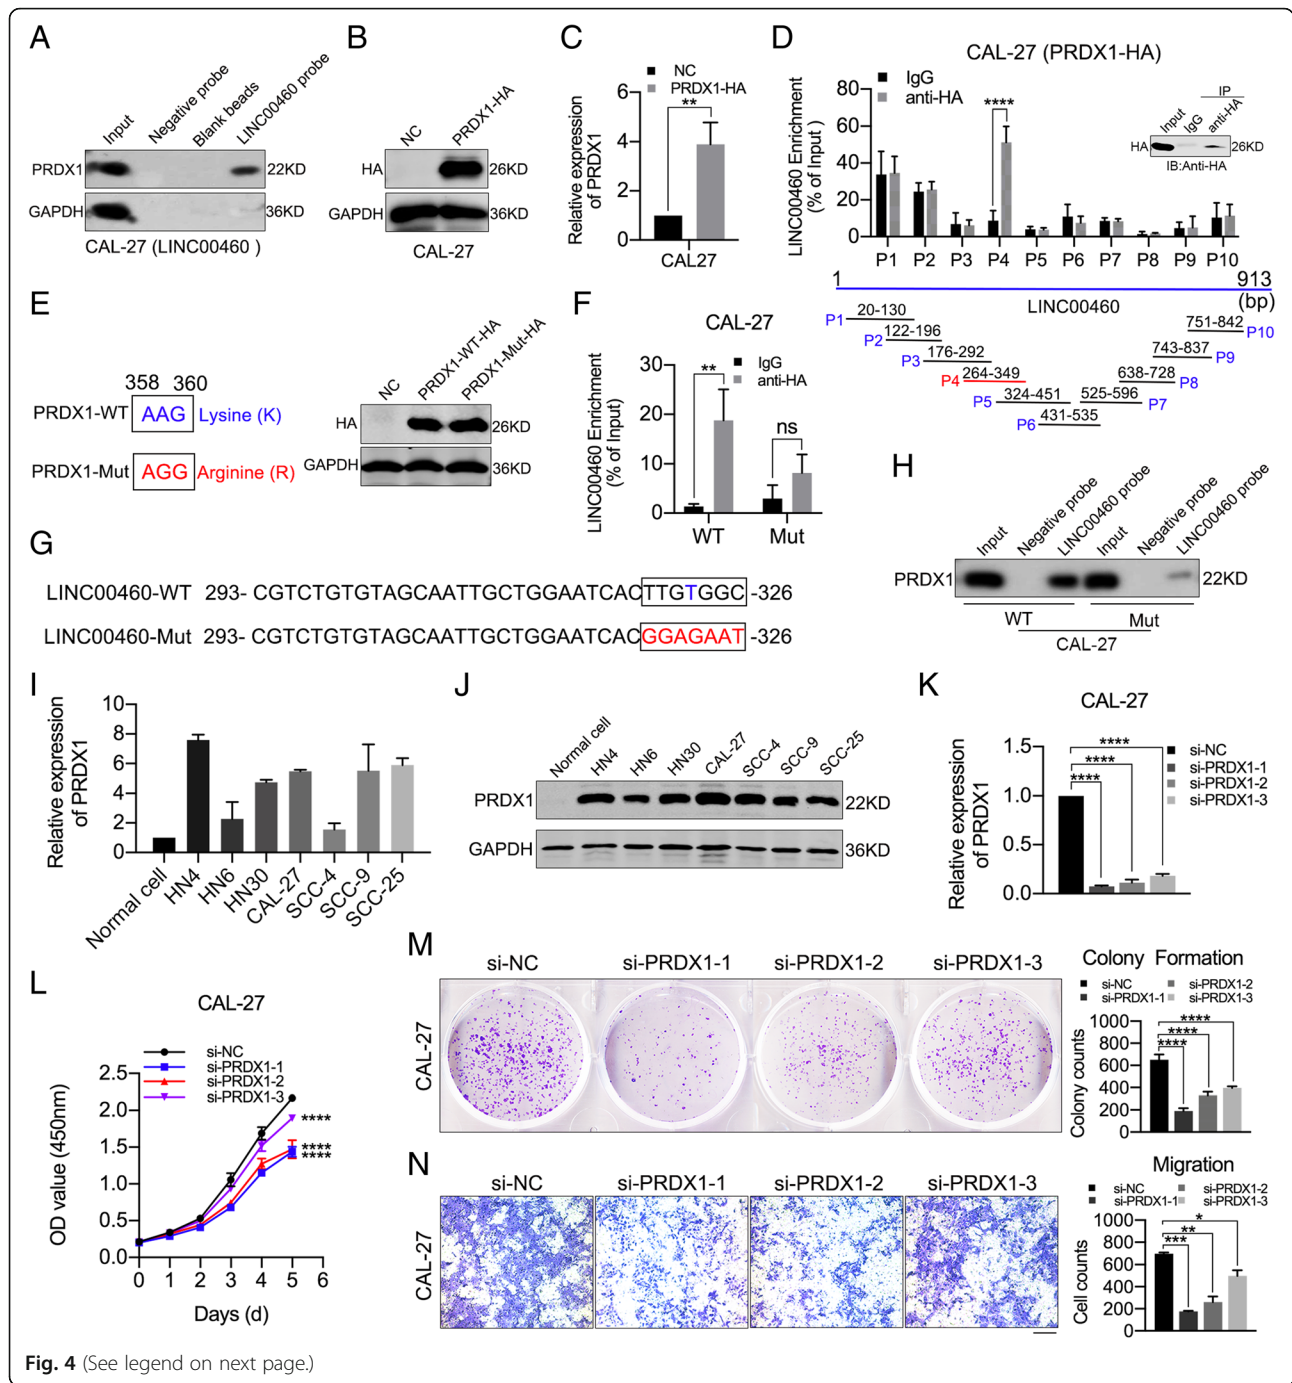 A
Input
Negative probe
Blank beads
LINC00460 probe
PRDX1
22KD
GAPDH
36KD
CAL-27 (LINC00460 )
B
NC
PRDX1-HA
HA
26KD
GAPDH
36KD
CAL-27
C
NC
PRDX1-HA
Relative expression
of PRDX1
6
4
2
0
**
CAL27
D
CAL-27 (PRDX1-HA)
IgG
anti-HA
LINC00460 Enrichment
(% of Input )
80
60
40
20
0
****
P1 P2 P3 P4 P5 P6 P7 P8 P9 P10
IP
Input
IgG
anti-HA
HA
26KD
IB:Anti-HA
1
913
(bp)
LINC00460
P1 20-130
P2 122-196
P3 176-292
P4 264-349
P5 324-451
P6 431-535
525-596 P7
638-728 P8
743-837 P9
751-842 P10
E
358 360
PRDX1-WT AAG Lysine (K)
PRDX1-Mut AGG Arginine (R)
NC
PRDX1-WT-HA
PRDX1-Mut-HA
HA
26KD
GAPDH
36KD
F
CAL-27
IgG
anti-HA
LINC00460 Enrichment
(% of Input)
30
20
10
0
**
ns
WT Mut
G
LINC00460-WT 293- CGTCTGTGTAGCAATTGCTGGAATCACTTGTGGC -326
LINC00460-Mut 293- CGTCTGTGTAGCAATTGCTGGAATCACGGAGAAT -326
H
Input
Negative probe
LINC00460 probe
Input
Negative probe
LINC00460 probe
PRDX1
22KD
WT Mut
CAL-27
I
Relative expression
of PRDX1
10
8
6
4
2
0
Normal cell
HN4
HN6
HN30
CAL-27
SCC-4
SCC-9
SCC-25
J
Normal cell
HN4
HN6
HN30
CAL-27
SCC-4
SCC-9
SCC-25
PRDX1
22KD
GAPDH
36KD
K
CAL-27
Relative expression
of PRDX1
1.5
1.0
0.5
0.0
****
****
****
si-NC
si-PRDX1-1
si-PRDX1-2
si-PRDX1-3
L
CAL-27
si-NC
si-PRDX1-1
si-PRDX1-2
si-PRDX1-3
OD value (450nm)
2.5
2.0
1.5
1.0
0.5
0.0
****
****
****
0 1 2 3 4 5 6
Days (d)
M
si-NC si-PRDX1-1 si-PRDX1-2 si-PRDX1-3
CAL-27
Colony Formation
si-NC si-PRDX1-2
si-PRDX1-1 si-PRDX1-3
Colony counts
1000
800
600
400
200
0
****
****
****
N
si-NC si-PRDX1-1 si-PRDX1-2 si-PRDX1-3
CAL-27
Migration
si-NC si-PRDX1-2
si-PRDX1-1 si-PRDX1-3
Cell counts
1000
800
600
400
200
0
*
**
***
Fig. 4 (See legend on next page.)